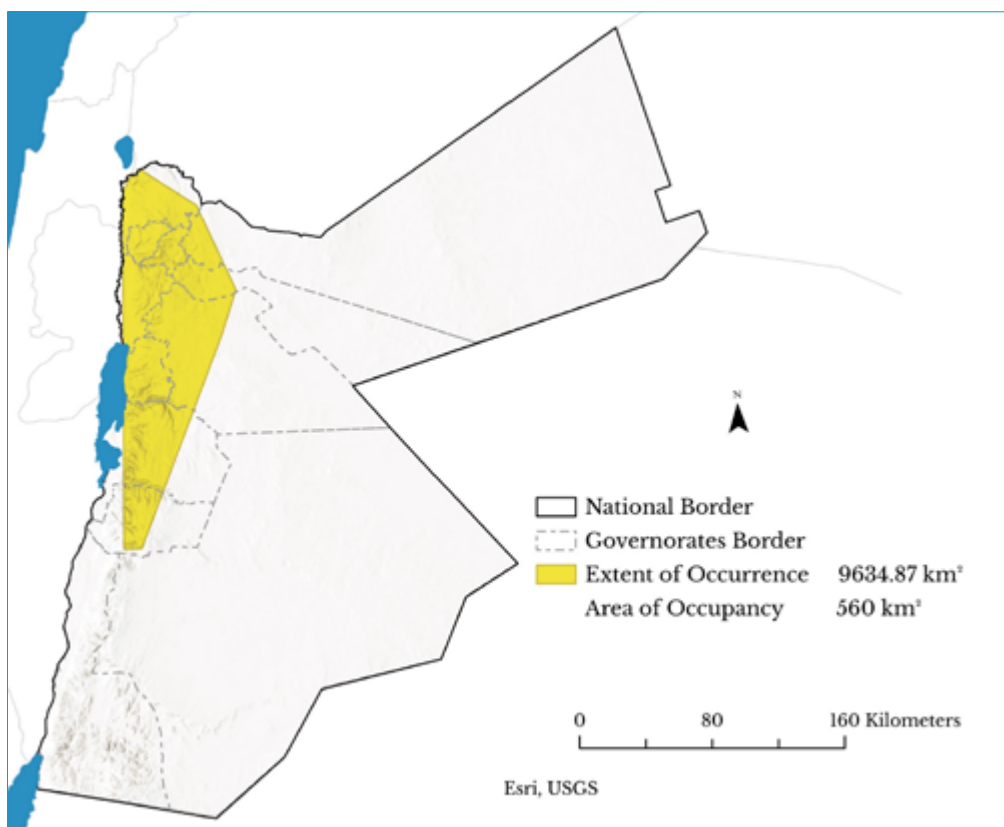 N
National Border
Governorates Border
Extent of Occurrence 9634.87 km²
Area of Occupancy 560 km²
0 80 160 Kilometers
Esri, USGS